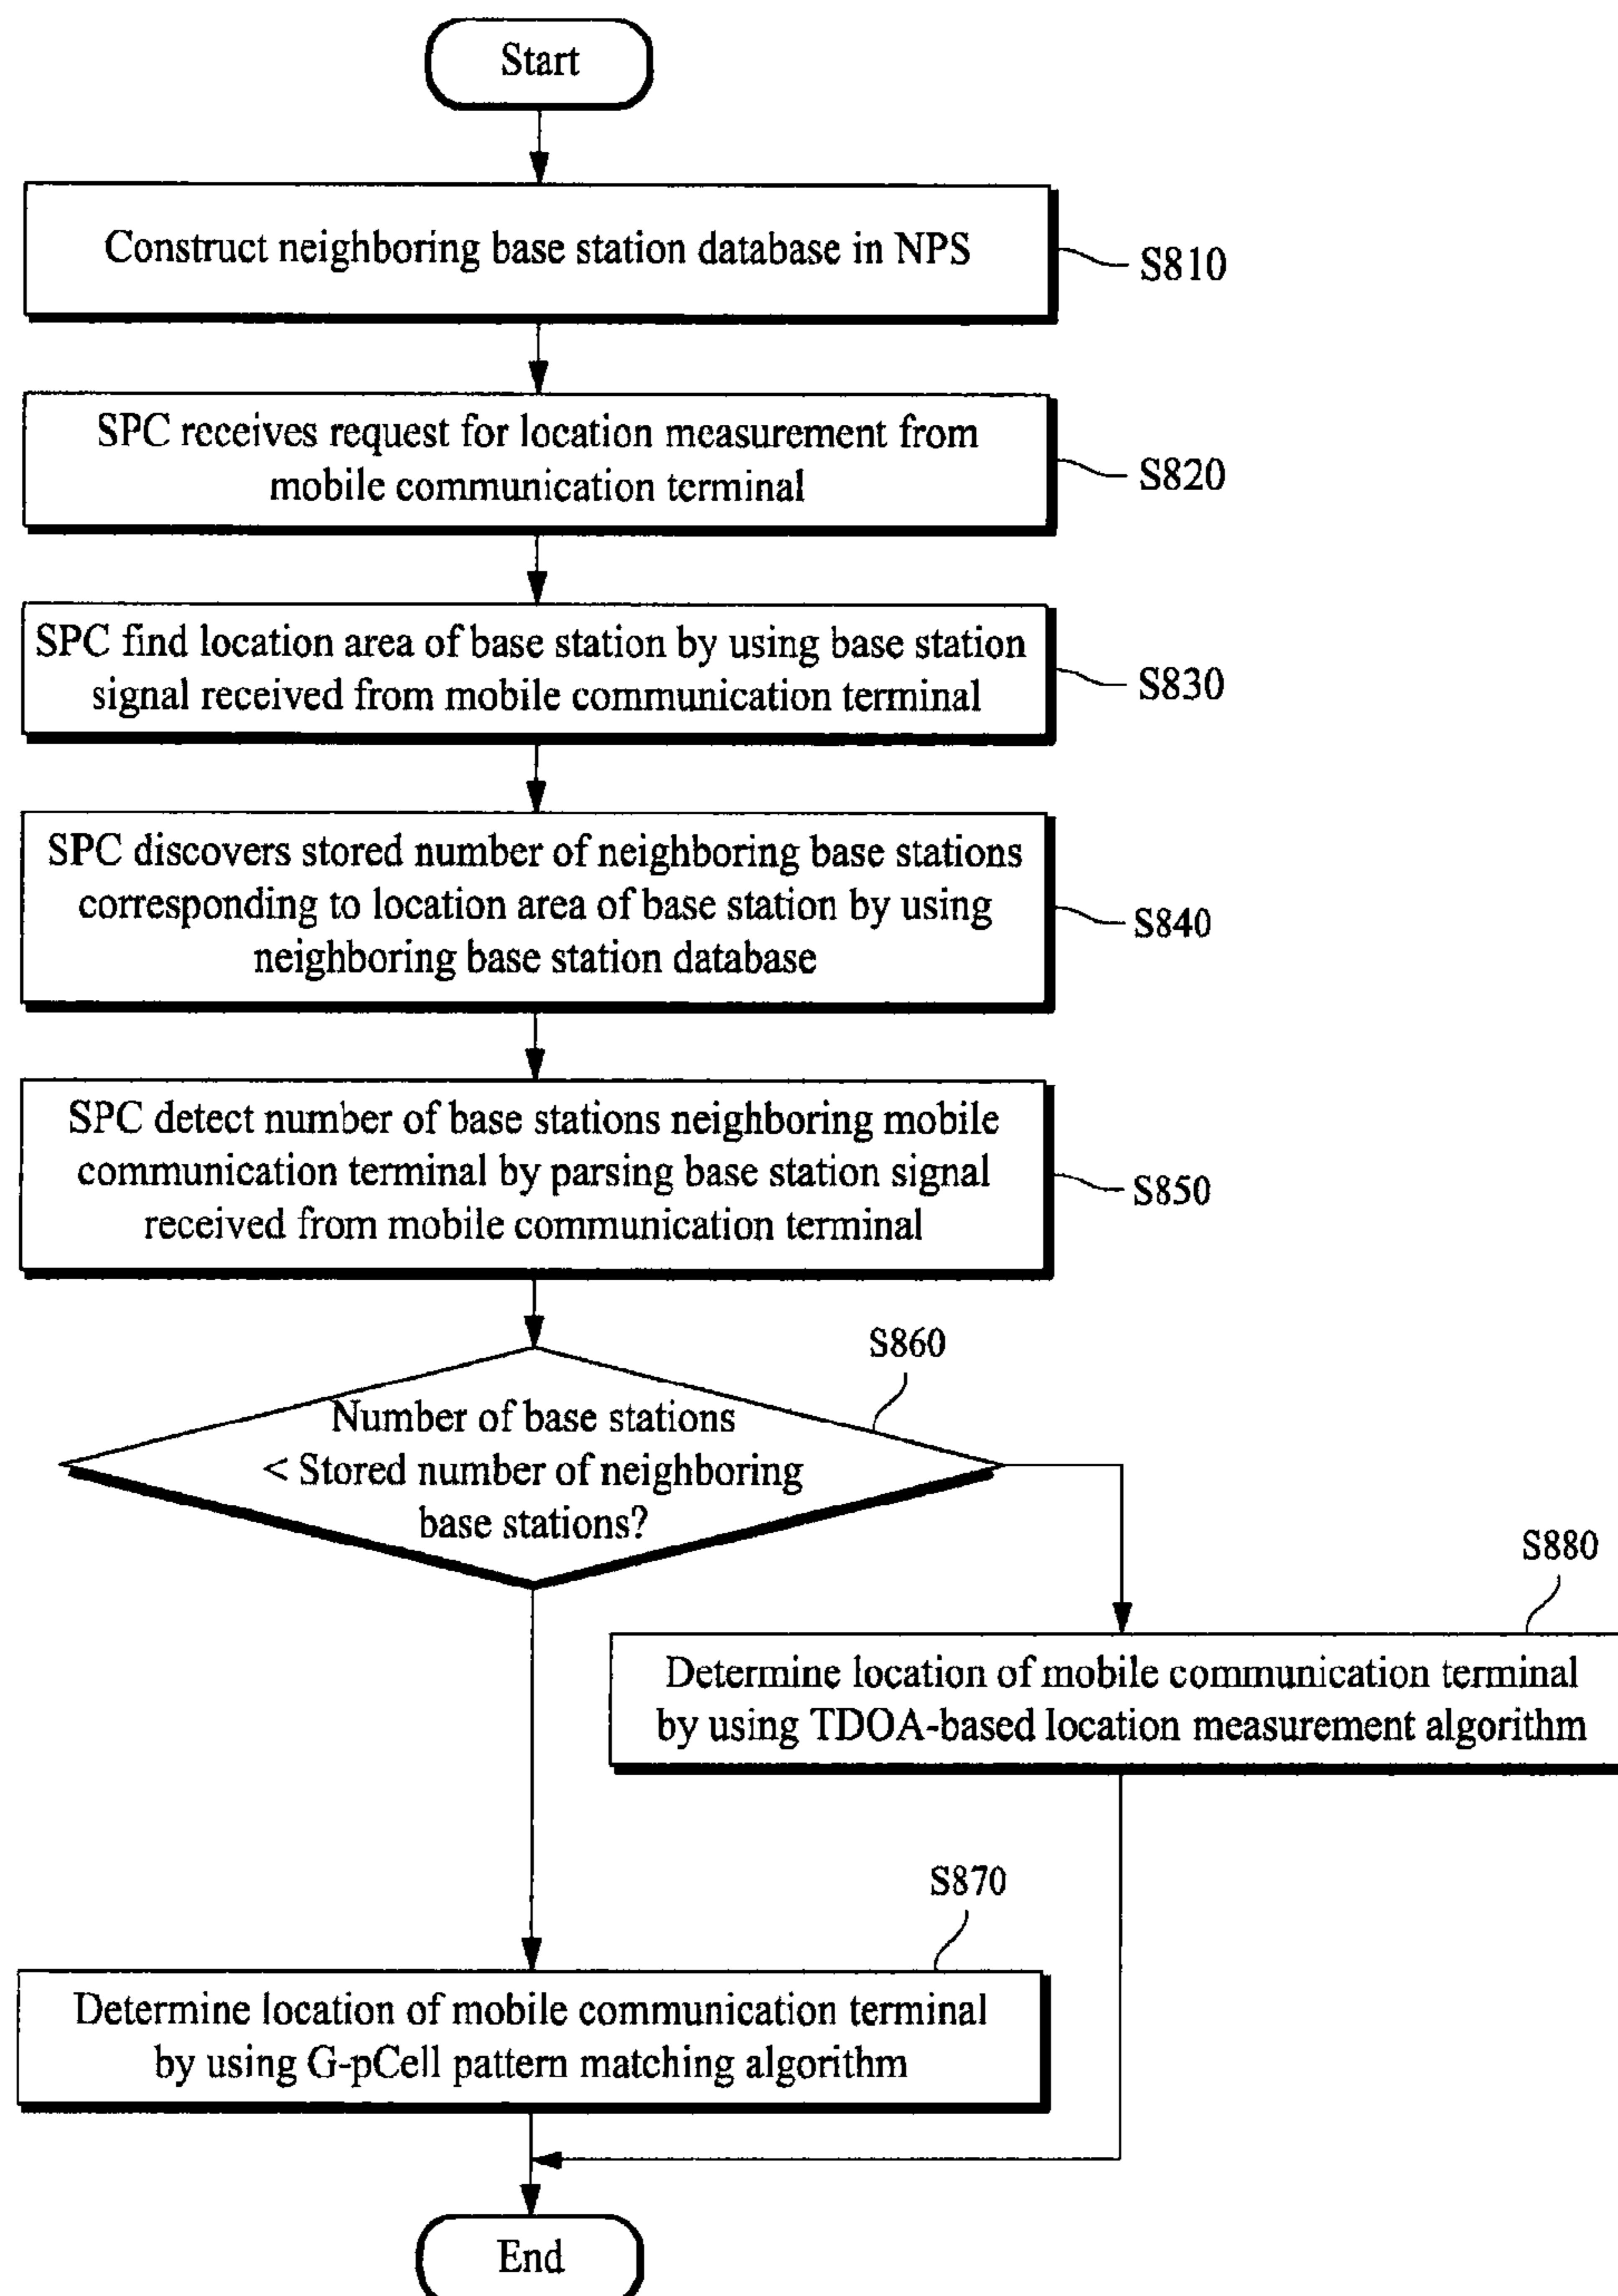 Start
Construct neighboring base station database in NPS
S810
SPC receives request for location measurement from
mobile communication terminal
S820
SPC find location area of base station by using base station
signal received from mobile communication terminal
S830
SPC discovers stored number of neighboring base stations
corresponding to location area of base station by using
neighboring base station database
S840
SPC detect number of base stations neighboring mobile
communication terminal by parsing base station signal
received from mobile communication terminal
S850
S860
Number of base stations
< Stored number of neighboring
base stations?
S880
Determine location of mobile communication terminal
by using TDOA-based location measurement algorithm
S870
Determine location of mobile communication terminal
by using G-pCell pattern matching algorithm
End